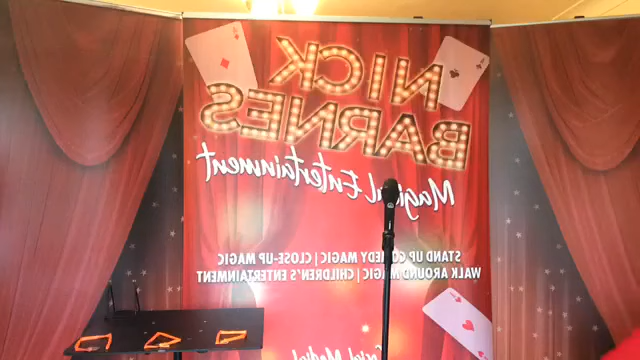 NICK
BARNES
Magical Entertainment
STAND UP COMEDY MAGIC | CLOSE-UP MAGIC
WALK AROUND MAGIC | CHILDREN'S ENTERTAINMENT